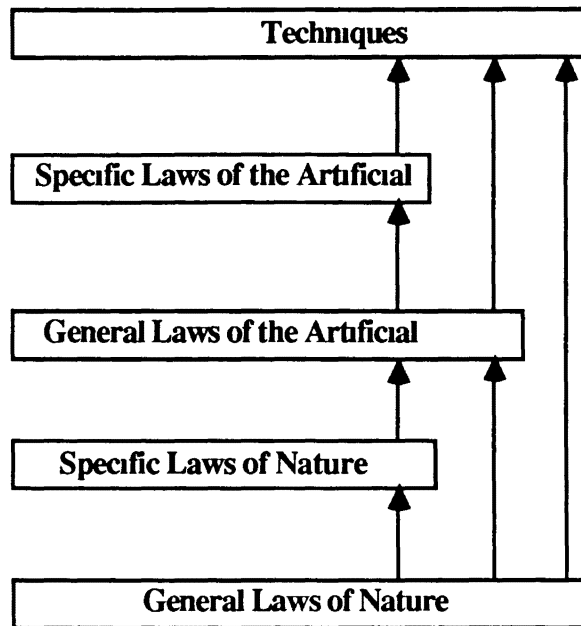 Techniques
Specific Laws of the Artificial
General Laws of the Artificial
Specific Laws of Nature
General Laws of Nature